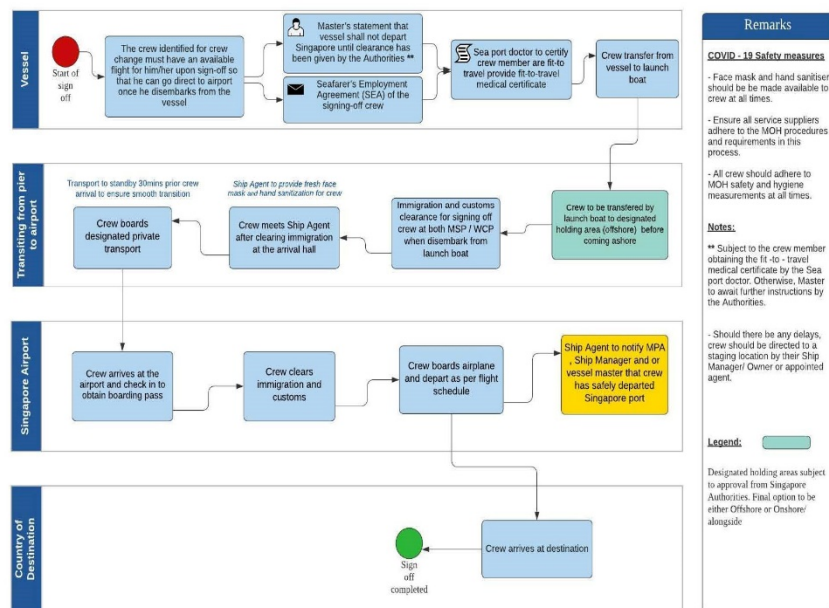 Vessel
Start of
sign
off
The crew identified for crew
change must have an available
flight for him/her upon sign-off so
that he can go direct to airport
once he disembarks from the
vessel
Master's statement that
vessel shall not depart
Singapore until clearance has
been given by the Authorities **
Seafarer's Employment
Agreement (SEA) of the
signing-off crew
Sea port doctor to certify
crew member are fit-to
travel provide fit-to-travel
medical certificate
Crew transfer from
vessel to launch
boat
Transiting from pier
to airport
Transport to standby 30mins prior crew
arrival to ensure smooth transition
Crew boards
designated private
transport
Ship Agent to provide fresh face
mask and hand sanitization for crew
Crew meets Ship Agent
after clearing immigration
at the arrival hall
Immigration and customs
clearance for signing off
crew at both MSP / WCP
when disembark from
launch boat
Crew to be transfered by
launch boat to designated
holding area (offshore) before
coming ashore
Singapore Airport
Crew arrives at the
airport and check in to
obtain boarding pass
Crew clears
immigration and
customs
Crew boards airplane
and depart as per flight
schedule
Ship Agent to notify MPA
, Ship Manager and or
vessel master that crew
has safely departed
Singapore port
Country of
Destination
Sign
off
completed
Crew arrives at destination
Remarks
COVID - 19 Safety measures
- Face mask and hand sanitiser
should be be made available to
crew at all times.
- Ensure all service suppliers
adhere to the MOH procedures
and requirements in this
process.
- All crew should adhere to
MOH safety and hygiene
measurements at all times.
Notes:
** Subject to the crew member
obtaining the fit -to - travel
medical certificate by the Sea
port doctor. Otherwise, Master
to await further instructions by
the Authorities.
- Should there be any delays,
crew should be directed to a
staging location by their Ship
Manager/ Owner or appointed
agent.
Legend:
Designated holding areas subject
to approval from Singapore
Authorities. Final option to be
either Offshore or Onshore/
alongside